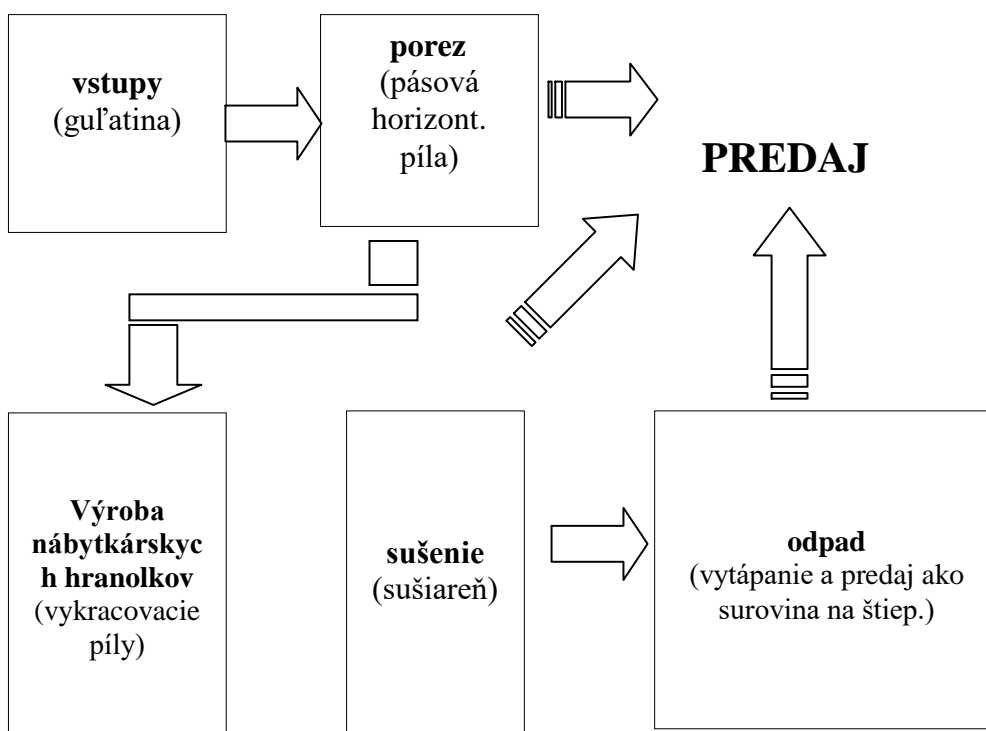 vstupy
(guľatina)
porez
(pásová
horizont.
píla)
PREDAJ
Výroba
nábytkárskyc
h hranolkov
(vykracovacie
píly)
sušenie
(sušiareň)
odpad
(vytápanie a predaj ako
surovina na štiep.)